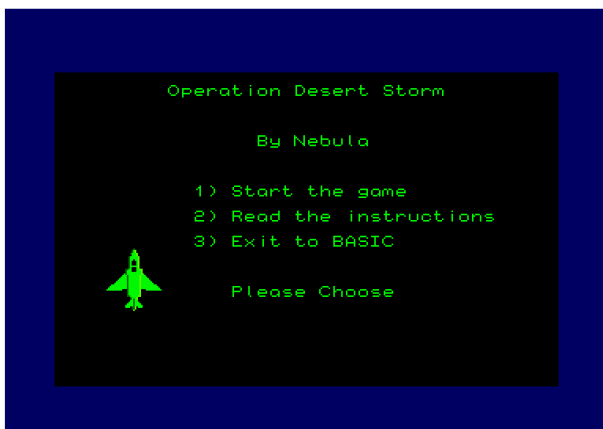 Operation Desert Storm
By Nebula
1) Start the game
2) Read the instructions
3) Exit to BASIC
Please Choose